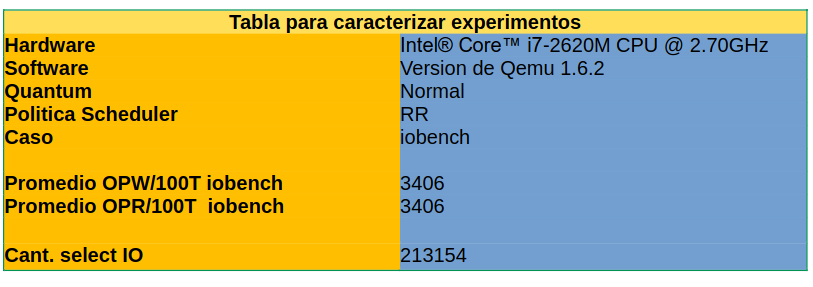 Tabla para caracterizar experimentos
Hardware Intel® Core™ i7-2620M CPU @ 2.70GHz
Software Version de Qemu 1.6.2
Quantum Normal
Politica Scheduler RR
Caso iobench
Promedio OPW/100T iobench 3406
Promedio OPR/100T  iobench 3406
Cant. select IO 213154